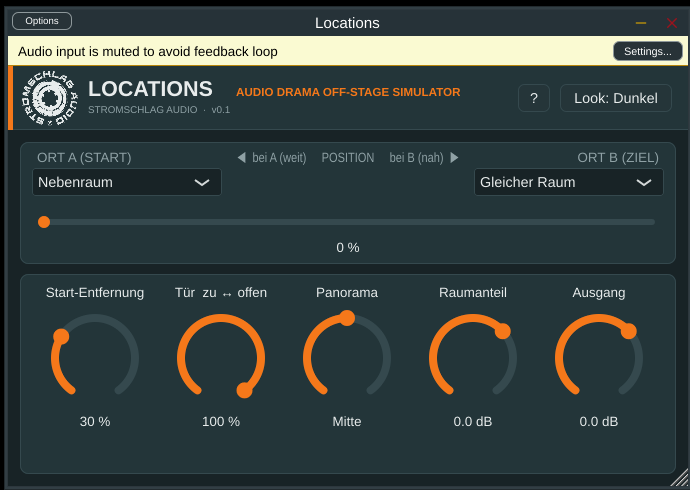 Options
Locations
Audio input is muted to avoid feedback loop
Settings...
STROMSCHLAG AUDIO
LOCATIONS
AUDIO DRAMA OFF-STAGE SIMULATOR
STROMSCHLAG AUDIO · v0.1
?
Look: Dunkel
ORT A (START)
◀ bei A (weit) POSITION bei B (nah) ▶
ORT B (ZIEL)
Nebenraum
Gleicher Raum
0 %
Start-Entfernung
Tür zu ↔ offen
Panorama
Raumanteil
Ausgang
30 %
100 %
Mitte
0.0 dB
0.0 dB